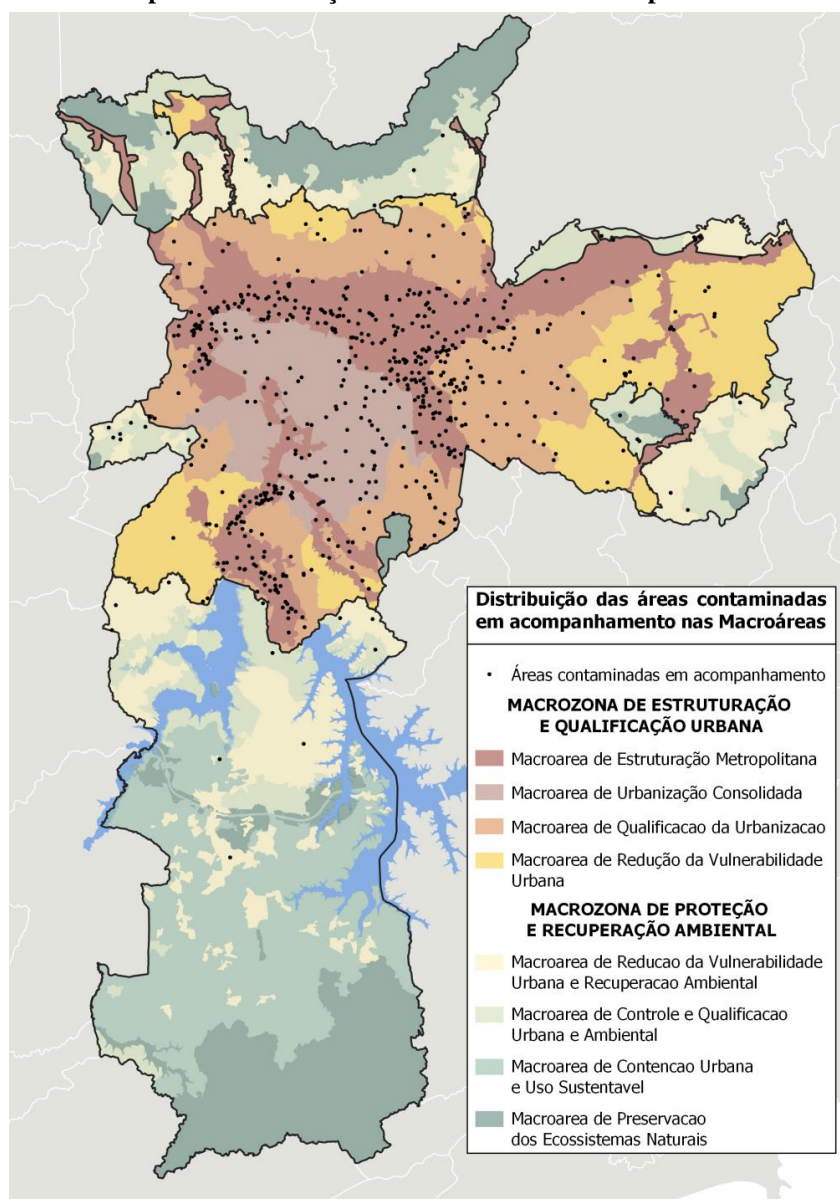 Distribuição das áreas contaminadas
em acompanhamento nas Macroáreas
Áreas contaminadas em acompanhamento
MACROZONA DE ESTRUTURAÇÃO
E QUALIFICAÇÃO URBANA
Macroarea de Estruturação Metropolitana
Macroarea de Urbanização Consolidada
Macroarea de Qualificacao da Urbanizacao
Macroarea de Redução da Vulnerabilidade
Urbana
MACROZONA DE PROTEÇÃO
E RECUPERAÇÃO AMBIENTAL
Macroarea de Reducao da Vulnerabilidade
Urbana e Recuperacao Ambiental
Macroarea de Controle e Qualificacao
Urbana e Ambiental
Macroarea de Contencao Urbana
e Uso Sustentavel
Macroarea de Preservacao
dos Ecossistemas Naturais